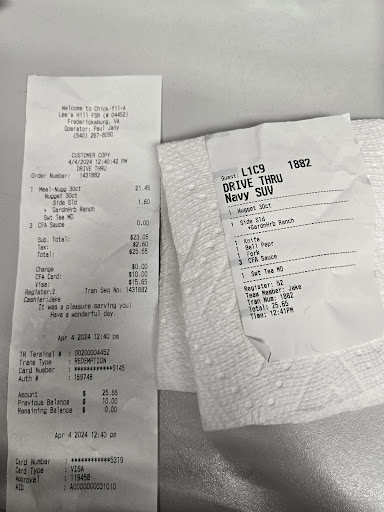 Welcome to Chick-fil-A
Lee's Hill FSR (# 04452)
Fredericksburg, VA
Operator: Paul Jany
(540) 267-8090
CUSTOMER COPY
4/4/2024 12:40:42 PM
DRIVE THRU
Order Number: 1431882
1 Meal-Nugg 30ct 21.45
Nugget 30ct
Side Sld 1.60
+ GardnHrb Ranch
Swt Tea MD
3 CFA Sauce 0.00
Sub. Total: $23.05
Tax: $2.60
Total: $25.65
Change $0.00
CFA Card: $10.00
Visa: $15.65
Register:2 Tran Seq No: 1431882
Cashier:Jake
It was a pleasure serving you!
Have a wonderful day.
Apr 4 2024 12:40 pm
TR Terminal # : 00200004452
Trans Type : REDEMPTION
Card Number : ************9145
Auth # : 169748
Amount $ 25.65
Previous Balance $ 10.00
Remaining Balance $ 0.00
Apr 4 2024 12:40 pm
Card Number : ************5319
Card Type : VISA
Approval : 119458
AID : A0000000031010
Guest: L1C9 1882
DRIVE THRU
Navy SUV
1 Nugget 30ct
1 Side Sld
+GardnHrb Ranch
1 Knife
Bell Pepr
1 Fork
3 CFA Sauce
1 Swt Tea MD
Register: 52
Team Member: Jake
Tran Num: 1882
Total: 25.65
Time: 12:41PM